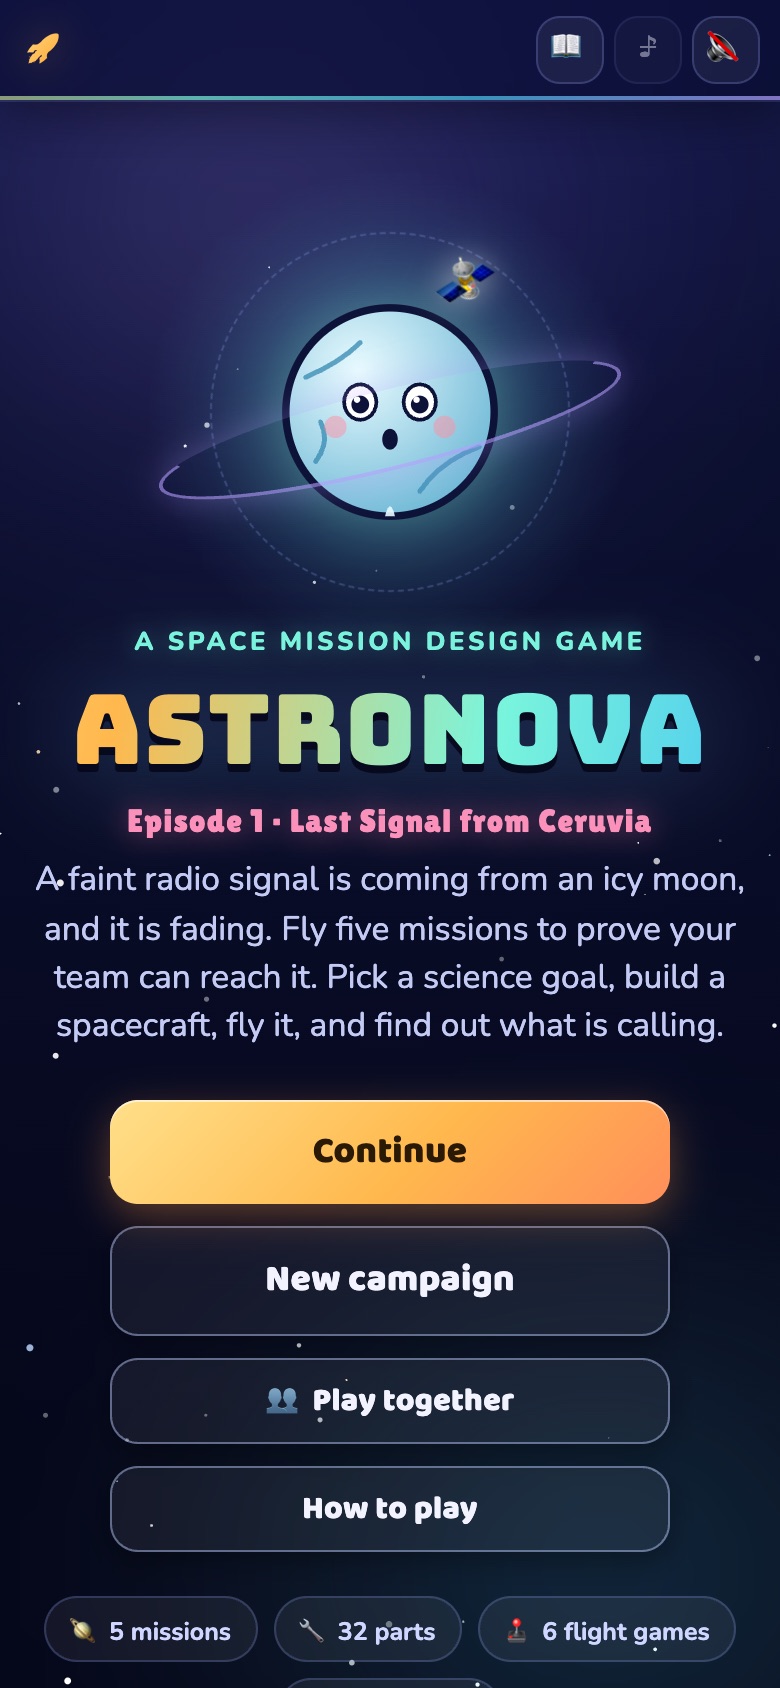 A SPACE MISSION DESIGN GAME
ASTRONOVA
Episode 1 · Last Signal from Ceruvia
A faint radio signal is coming from an icy moon,
and it is fading. Fly five missions to prove your
team can reach it. Pick a science goal, build a
spacecraft, fly it, and find out what is calling.
Continue
New campaign
Play together
How to play
5 missions
32 parts
6 flight games